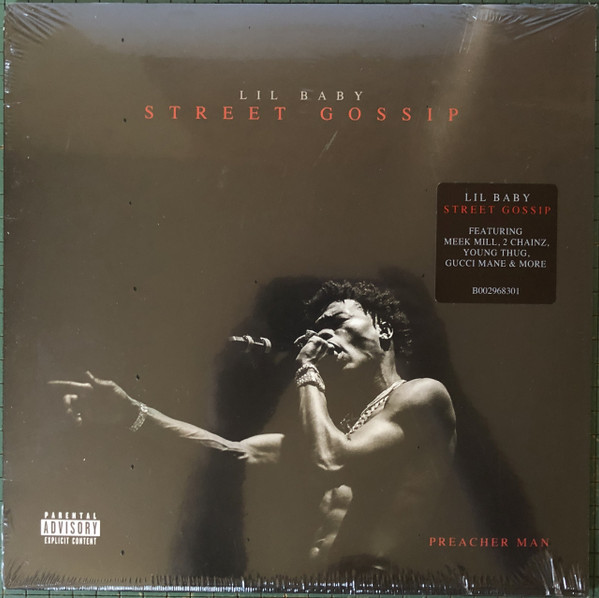 LIL BABY
STREET GOSSIP
LIL BABY
STREET GOSSIP
FEATURING
MEEK MILL, 2 CHAINZ,
YOUNG THUG,
GUCCI MANE & MORE
B002968301
PARENTAL
ADVISORY
EXPLICIT CONTENT
PREACHER MAN